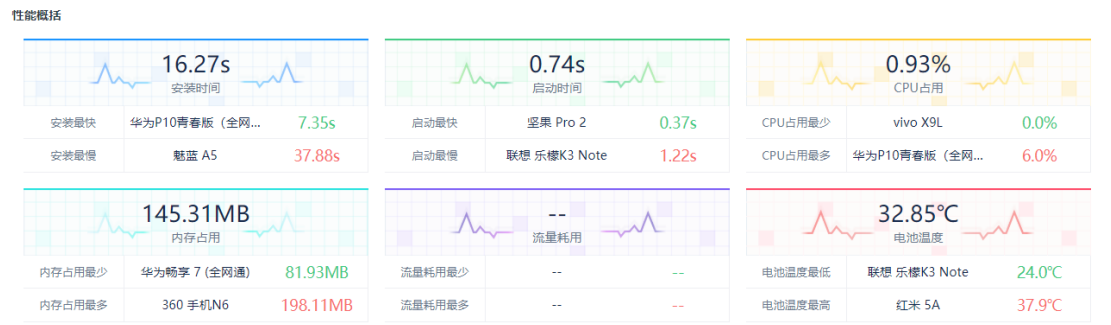 性能概括
16.27s
安装时间
安装最快 华为P10青春版（全网... 7.35s
安装最慢 魅蓝 A5 37.88s
0.74s
启动时间
启动最快 坚果 Pro 2 0.37s
启动最慢 联想 乐檬K3 Note 1.22s
0.93%
CPU占用
CPU占用最少 vivo X9L 0.0%
CPU占用最多 华为P10青春版（全网... 6.0%
145.31MB
内存占用
内存占用最少 华为畅享 7 (全网通) 81.93MB
内存占用最多 360 手机N6 198.11MB
--
流量耗用
流量耗用最少 -- --
流量耗用最多 -- --
32.85℃
电池温度
电池温度最低 联想 乐檬K3 Note 24.0℃
电池温度最高 红米 5A 37.9℃